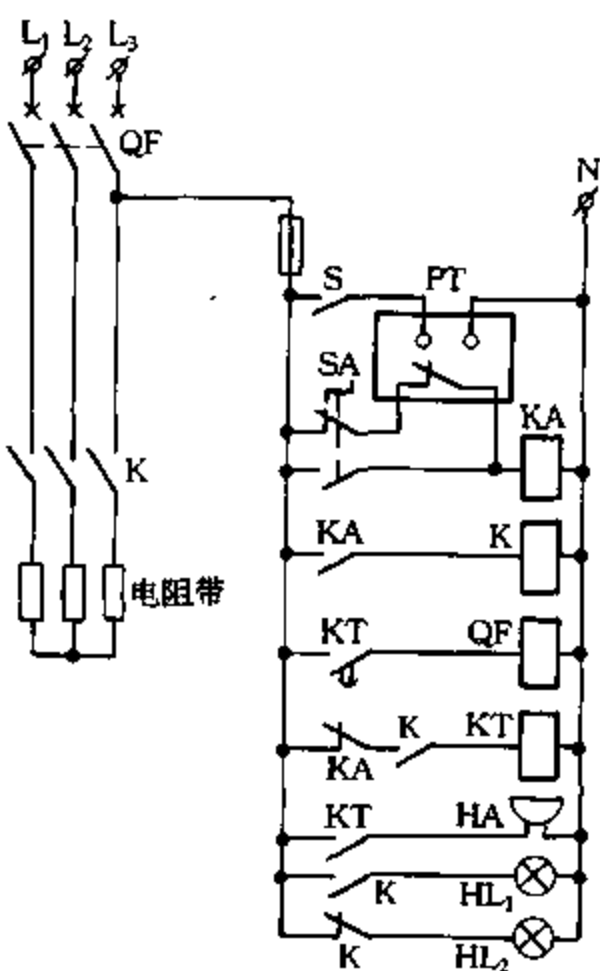 L₁ L₂ L₃
QF
N
S PT
SA
KA
K
KA K
电阻带
KT QF
K KT
KA
KT HA
K HL₁
K HL₂